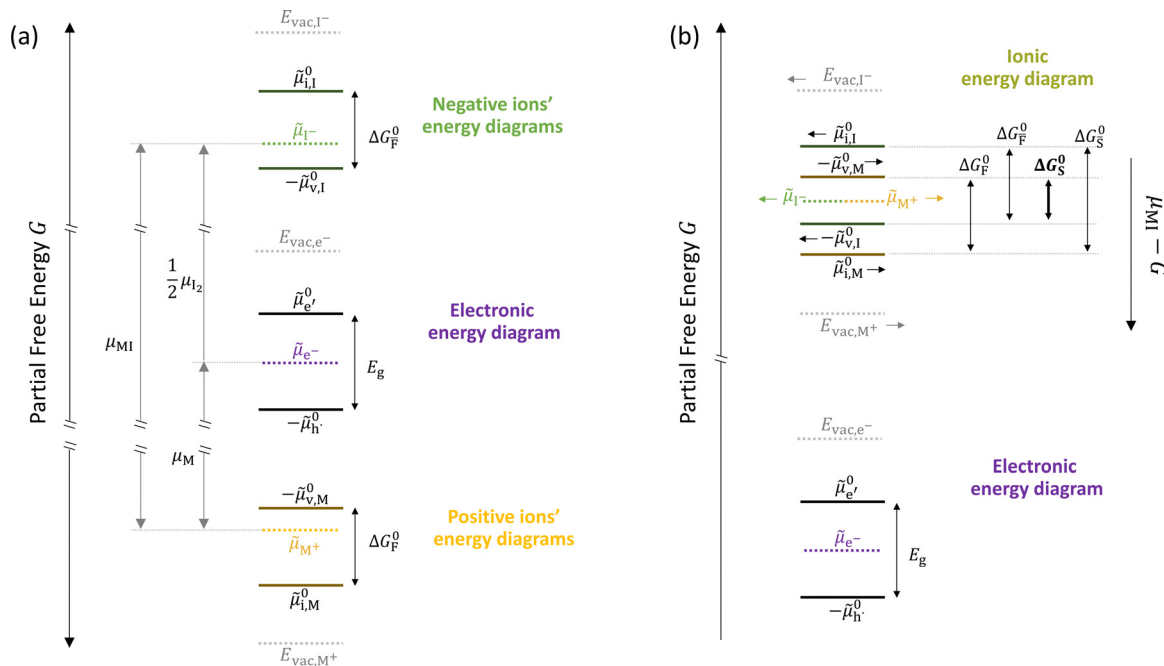 (a)
Partial Free Energy G
E_vac,I⁻
μ̃⁰_i,I
μ̃_I⁻
−μ̃⁰_v,I
ΔG⁰_F̅
Negative ions’
energy diagrams
μ_MI
½μ_I₂
μ_M
E_vac,e⁻
μ̃⁰_e′
μ̃_e⁻
−μ̃⁰_h·
E_g
Electronic
energy diagram
−μ̃⁰_v,M
μ̃_M⁺
μ̃⁰_i,M
ΔG⁰_F
Positive ions’
energy diagrams
E_vac,M⁺
(b)
Partial Free Energy G
Ionic
energy diagram
E_vac,I⁻
μ̃⁰_i,I
−μ̃⁰_v,M
μ̃_I⁻
μ̃_M⁺
−μ̃⁰_v,I
μ̃⁰_i,M
ΔG⁰_F
ΔG⁰_F̅
ΔG⁰_S
ΔG⁰_S̅
μ_MI − G
E_vac,M⁺
E_vac,e⁻
μ̃⁰_e′
μ̃_e⁻
−μ̃⁰_h·
E_g
Electronic
energy diagram